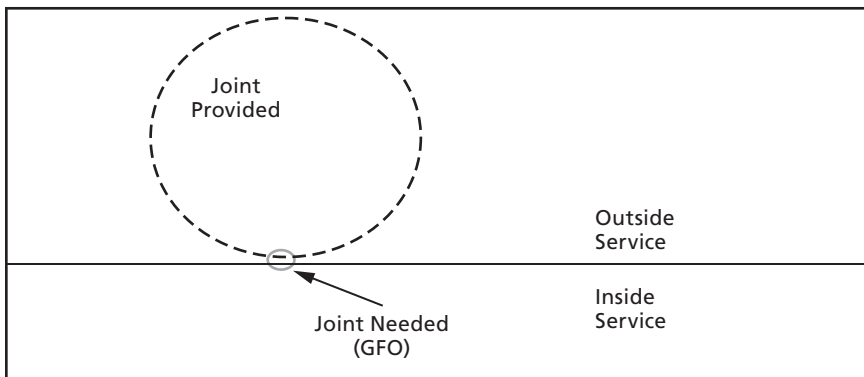 Joint
Provided
Outside
Service
Inside
Service
Joint Needed
(GFO)